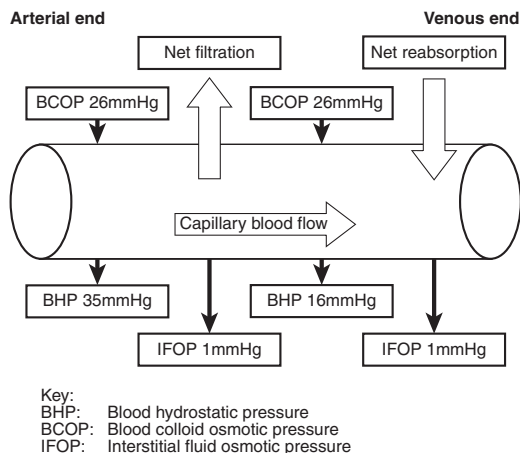 Arterial end
Venous end
Net filtration
Net reabsorption
BCOP 26mmHg
BCOP 26mmHg
Capillary blood flow
BHP 35mmHg
BHP 16mmHg
IFOP 1mmHg
IFOP 1mmHg
Key:
BHP: Blood hydrostatic pressure
BCOP: Blood colloid osmotic pressure
IFOP: Interstitial fluid osmotic pressure